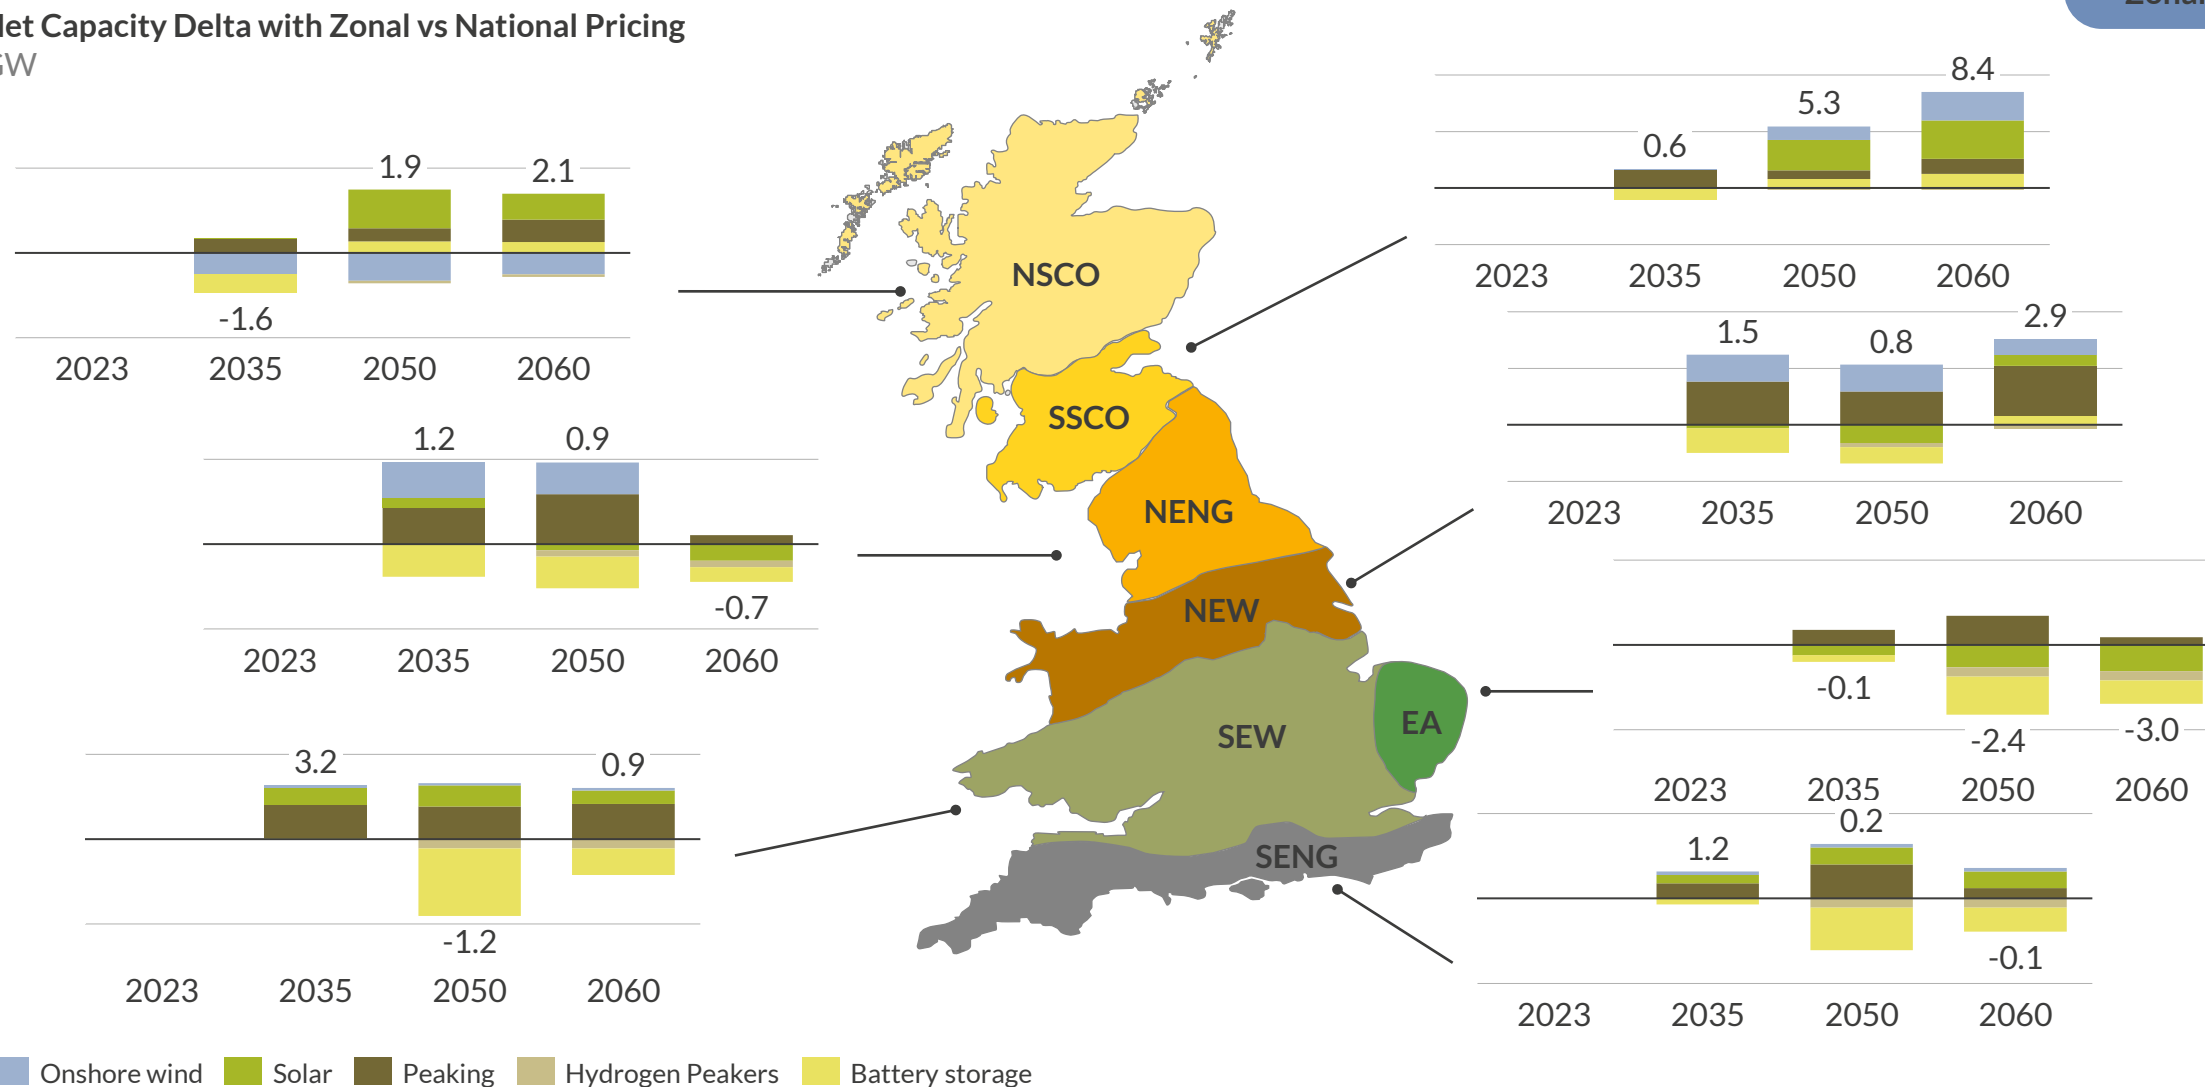 et Capacity Delta with Zonal vs National Pricing
W
1.9
2.1
-1.6
2023 2035 2050 2060
1.2
0.9
-0.7
2023 2035 2050 2060
3.2
0.9
-1.2
2023 2035 2050 2060
NSCO
SSCO
NENG
NEW
SEW
EA
SENG
8.4
5.3
0.6
2023 2035 2050 2060
2.9
1.5
0.8
2023 2035 2050 2060
-0.1
-2.4
-3.0
2023 2035 2050 2060
0.2
1.2
-0.1
2023 2035 2050 2060
Onshore wind Solar Peaking Hydrogen Peakers Battery storage